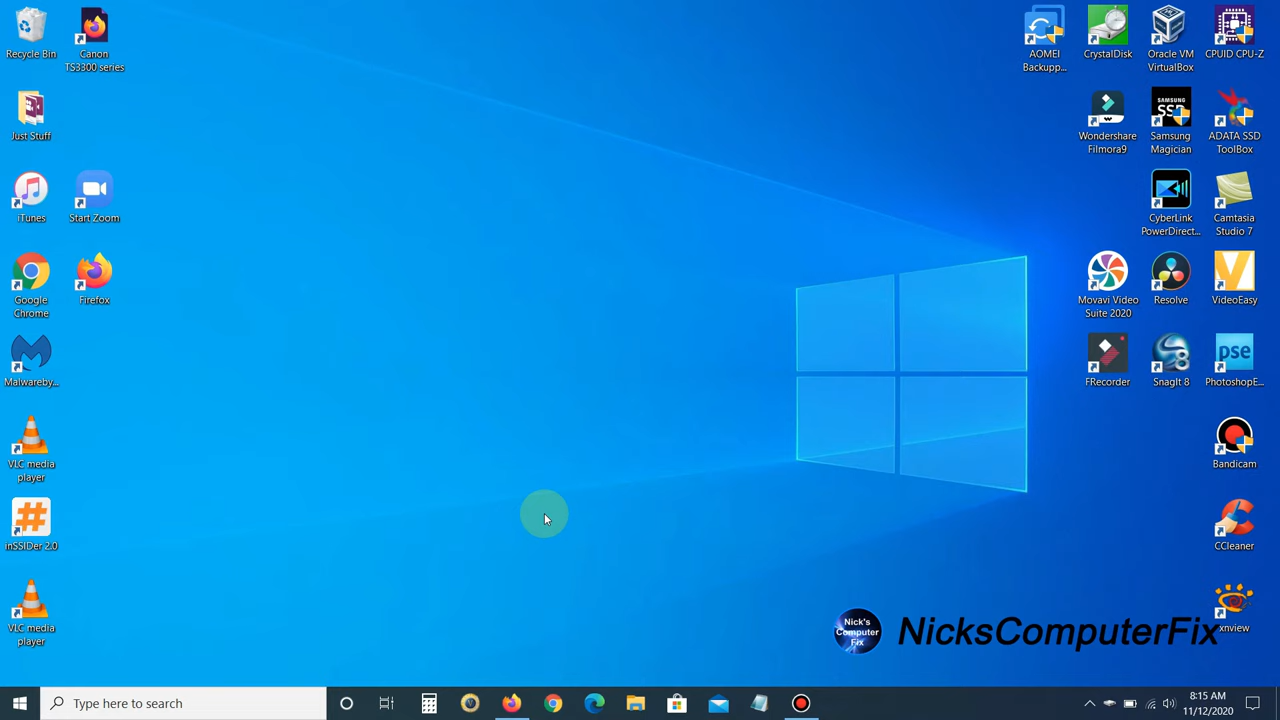 Recycle Bin
Canon
TS3300 series
Just Stuff
iTunes
Start Zoom
Google
Chrome
Firefox
Malwareby...
VLC media
player
#
inSSIDer 2.0
VLC media
player
AOMEI
Backupp...
CrystalDisk
Oracle VM
VirtualBox
CPUID CPU-Z
Wondershare
Filmora9
SAMSUNG
SSD
Samsung
Magician
ADATA SSD
ToolBox
CyberLink
PowerDirect...
Camtasia
Studio 7
Movavi Video
Suite 2020
Resolve
VideoEasy
FRecorder
SnagIt 8
pse
PhotoshopE...
Bandicam
CCleaner
xnview
Nick's
Computer
Fix
NicksComputerFix
Type here to search
8:15 AM
11/12/2020